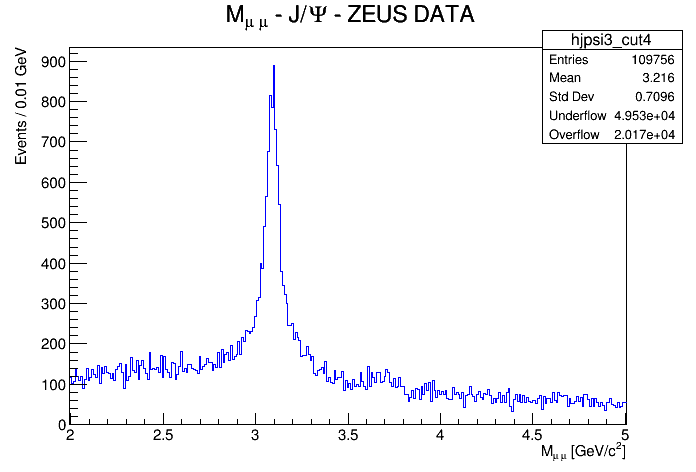 M_μμ - J/Ψ - ZEUS DATA
hjpsi3_cut4
Entries 109756
Mean 3.216
Std Dev 0.7096
Underflow 4.953e+04
Overflow 2.017e+04
Events / 0.01 GeV
900
800
700
600
500
400
300
200
100
0
2 2.5 3 3.5 4 4.5 5
M_μμ [GeV/c²]